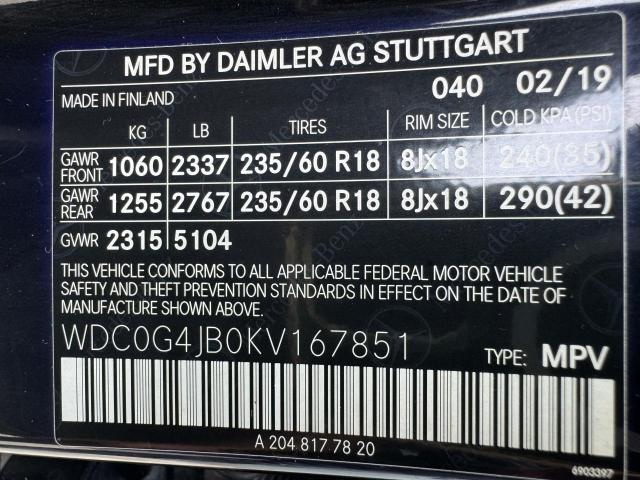 MFD BY DAIMLER AG STUTTGART
MADE IN FINLAND 040 02/19
KG LB TIRES RIM SIZE COLD KPA(PSI)
GAWR FRONT 1060 2337 235/60 R18 8Jx18 240(35)
GAWR REAR 1255 2767 235/60 R18 8Jx18 290(42)
GVWR 2315 5104
THIS VEHICLE CONFORMS TO ALL APPLICABLE FEDERAL MOTOR VEHICLE
SAFETY AND THEFT PREVENTION STANDARDS IN EFFECT ON THE DATE OF
MANUFACTURE SHOWN ABOVE.
WDC0G4JB0KV167851 TYPE: MPV
A 204 817 78 20
6903397